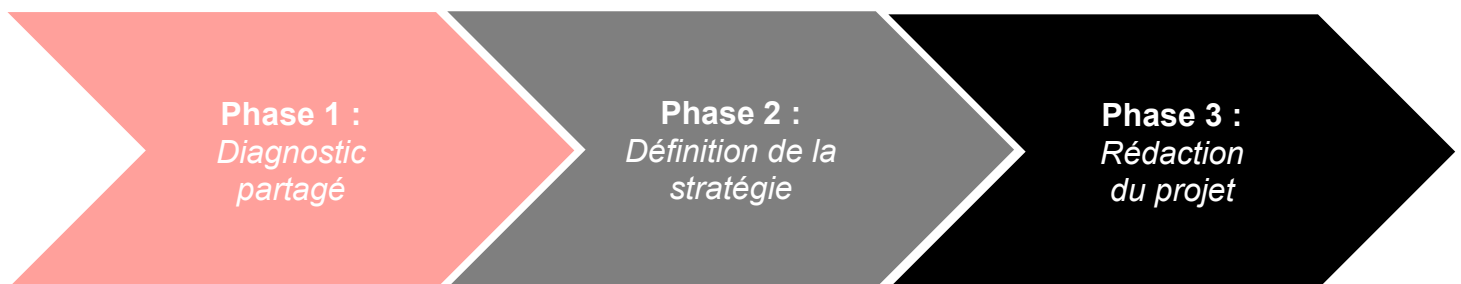 Phase 1 :
Diagnostic
partagé
Phase 2 :
Définition de la
stratégie
Phase 3 :
Rédaction
du projet